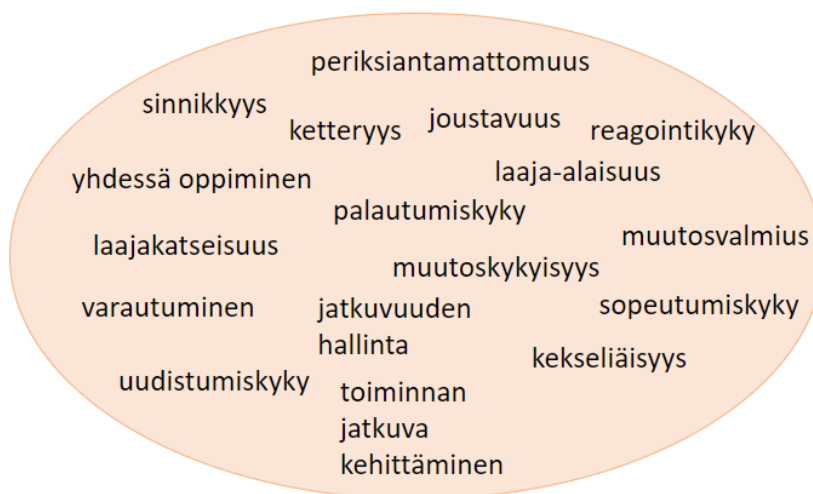 periksiantamattomuus
sinnikkyys
ketteryys
joustavuus
reagointikyky
yhdessä oppiminen
laaja-alaisuus
palautumiskyky
laajakatseisuus
muutosvalmius
muutoskykyisyys
varautuminen
jatkuvuuden
hallinta
sopeutumiskyky
kekseliäisyys
uudistumiskyky
toiminnan
jatkuva
kehittäminen